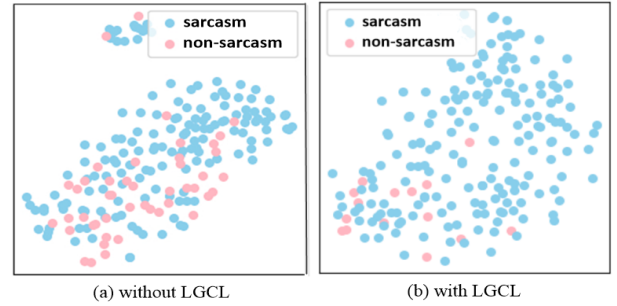 sarcasm
non-sarcasm
sarcasm
non-sarcasm
(a) without LGCL
(b) with LGCL